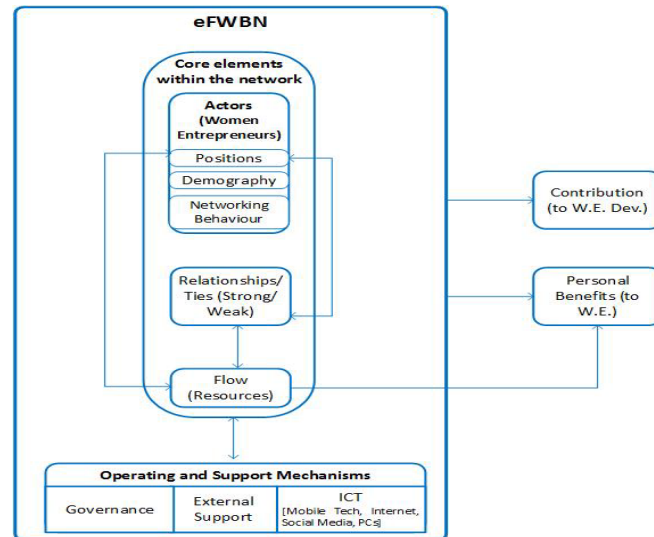 eFWBN
Core elements
within the network
Actors
(Women
Entrepreneurs)
Positions
Demography
Networking
Behaviour
Relationships/
Ties (Strong/
Weak)
Flow
(Resources)
Contribution
(to W.E. Dev.)
Personal
Benefits (to
W.E.)
Operating and Support Mechanisms
Governance
External
Support
ICT
[Mobile Tech, Internet,
Social Media, PCs]